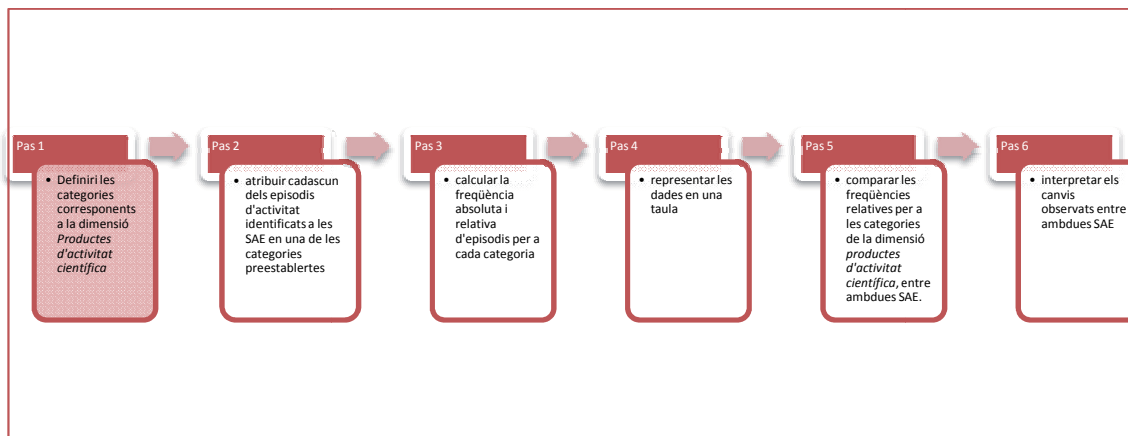 Pas 1
• Definiri les
categories
corresponents
a la dimensió
Productes
d'activitat
científica
Pas 2
• atribuir cadascun
dels episodis
d'activitat
identificats a les
SAE en una de les
categories
preestablertes
Pas 3
• calcular la
freqüència
absoluta i
relativa
d'episodis per a
cada categoria
Pas 4
• representar les
dades en una
taula
Pas 5
• comparar les
freqüències
relatives per a
les categories
de la dimensió
productes
d'activitat
científica, entre
ambdues SAE.
Pas 6
• interpretar els
canvis
observats entre
ambdues SAE